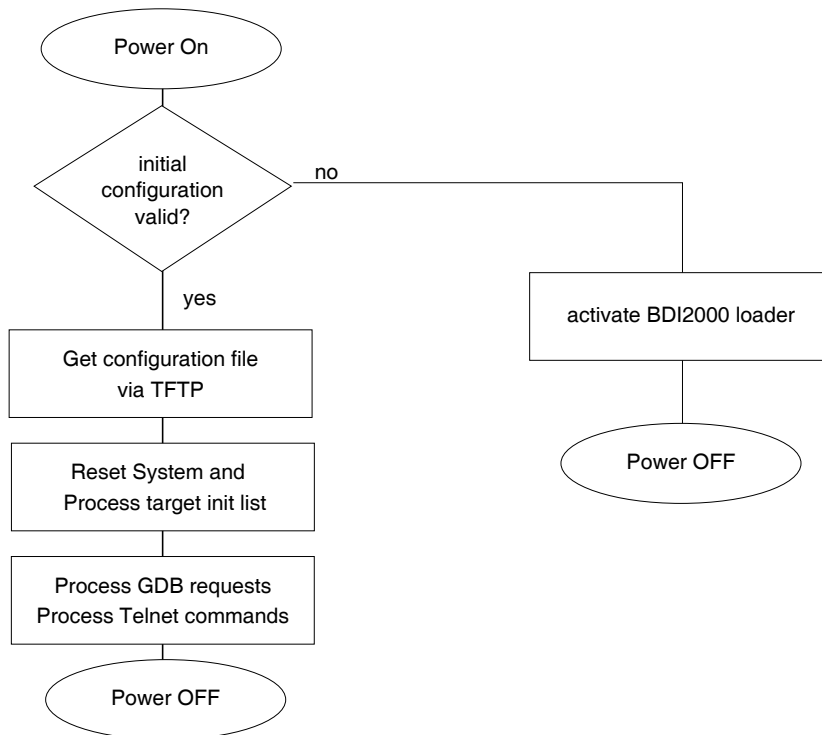 Power On
initial
configuration
valid?
no
yes
activate BDI2000 loader
Get configuration file
via TFTP
Reset System and
Process target init list
Power OFF
Process GDB requests
Process Telnet commands
Power OFF